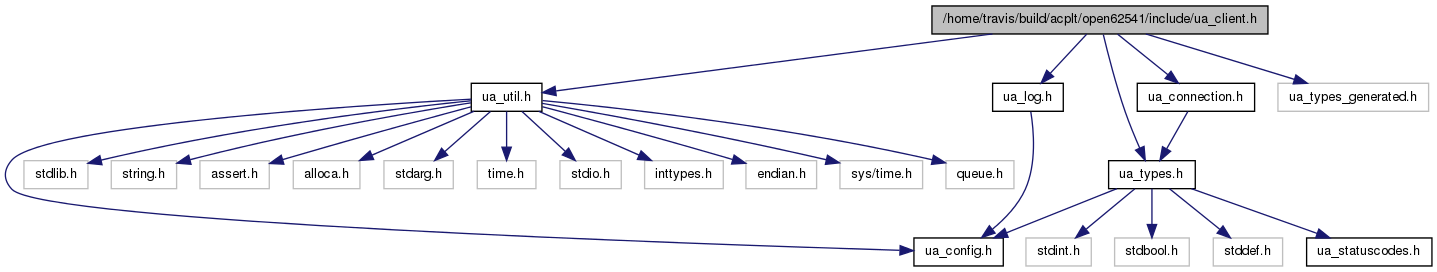 /home/travis/build/acplt/open62541/include/ua_client.h
ua_util.h
ua_log.h
ua_connection.h
ua_types_generated.h
stdlib.h
string.h
assert.h
alloca.h
stdarg.h
time.h
stdio.h
inttypes.h
endian.h
sys/time.h
queue.h
ua_types.h
ua_config.h
stdint.h
stdbool.h
stddef.h
ua_statuscodes.h